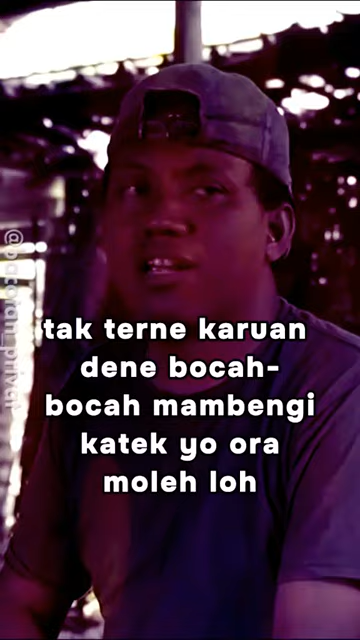 tak terne karuan
dene bocah-
bocah mambengi
katek yo ora
moleh loh